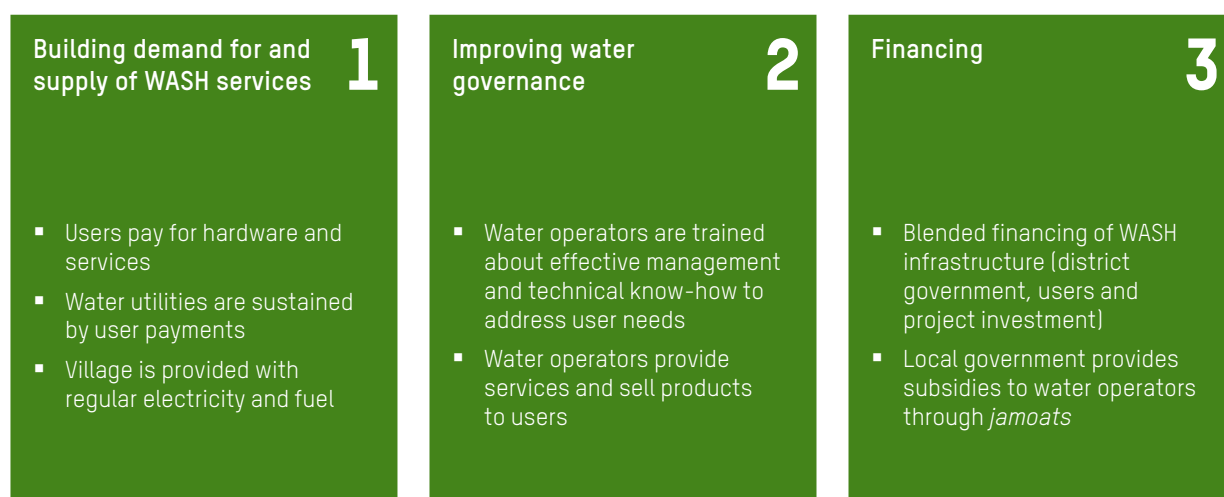 Building demand for and
supply of WASH services
1
▪ Users pay for hardware and
services
▪ Water utilities are sustained
by user payments
▪ Village is provided with
regular electricity and fuel
Improving water
governance
2
▪ Water operators are trained
about effective management
and technical know-how to
address user needs
▪ Water operators provide
services and sell products
to users
Financing
3
▪ Blended financing of WASH
infrastructure (district
government, users and
project investment)
▪ Local government provides
subsidies to water operators
through jamoats